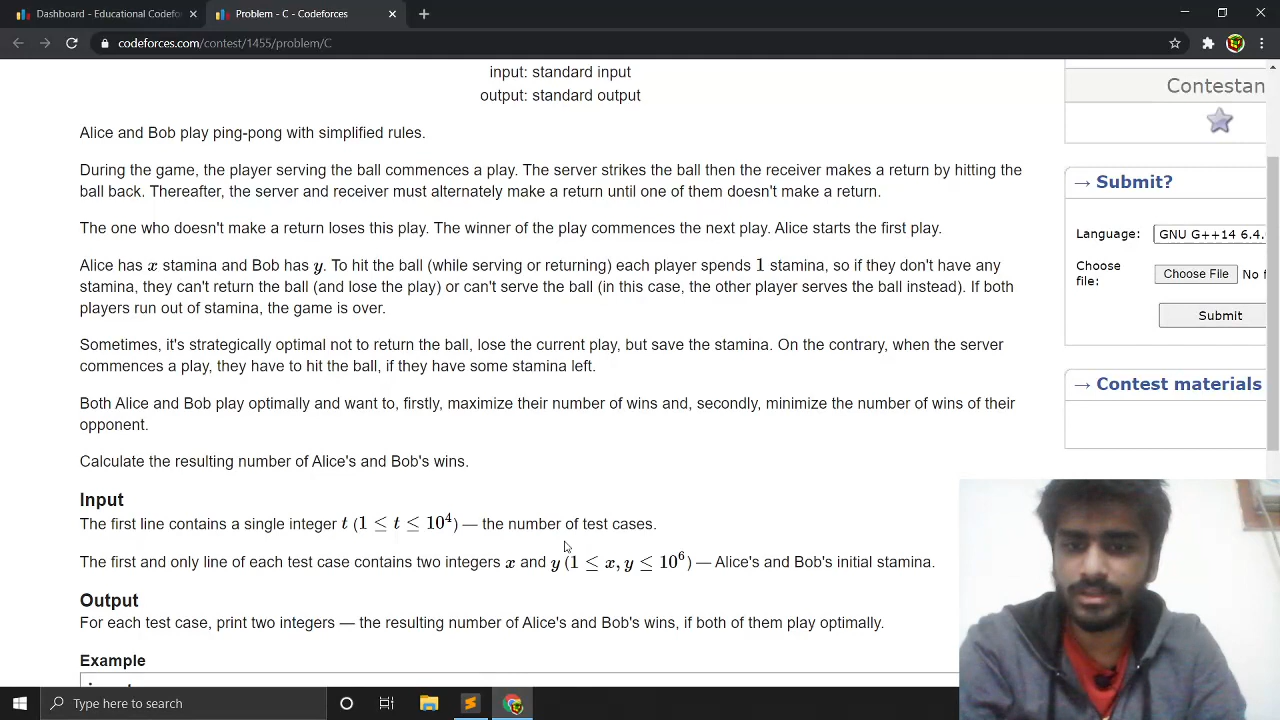 Dashboard - Educational Codefo
Problem - C - Codeforces
codeforces.com/contest/1455/problem/C
input: standard input
output: standard output
Alice and Bob play ping-pong with simplified rules.
During the game, the player serving the ball commences a play. The server strikes the ball then the receiver makes a return by hitting the
ball back. Thereafter, the server and receiver must alternately make a return until one of them doesn't make a return.
The one who doesn't make a return loses this play. The winner of the play commences the next play. Alice starts the first play.
Alice has x stamina and Bob has y. To hit the ball (while serving or returning) each player spends 1 stamina, so if they don't have any
stamina, they can't return the ball (and lose the play) or can't serve the ball (in this case, the other player serves the ball instead). If both
players run out of stamina, the game is over.
Sometimes, it's strategically optimal not to return the ball, lose the current play, but save the stamina. On the contrary, when the server
commences a play, they have to hit the ball, if they have some stamina left.
Both Alice and Bob play optimally and want to, firstly, maximize their number of wins and, secondly, minimize the number of wins of their
opponent.
Calculate the resulting number of Alice's and Bob's wins.
Input
The first line contains a single integer t (1 ≤ t ≤ 10⁴) — the number of test cases.
The first and only line of each test case contains two integers x and y (1 ≤ x, y ≤ 10⁶) — Alice's and Bob's initial stamina.
Output
For each test case, print two integers — the resulting number of Alice's and Bob's wins, if both of them play optimally.
Example
Contestan
→ Submit?
Language:
GNU G++14 6.4.
Choose
file:
Choose File
No f
Submit
→ Contest materials
Type here to search